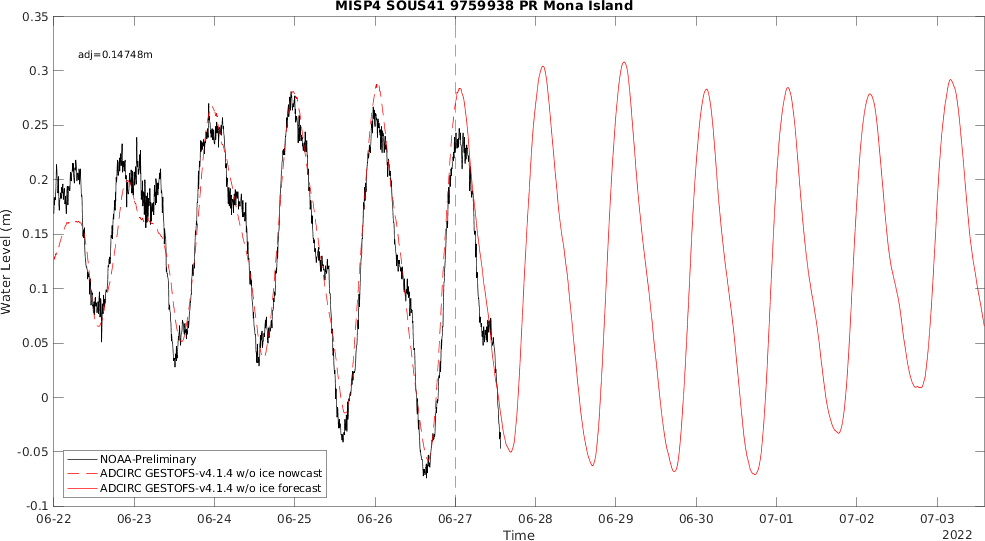 MISP4 SOUS41 9759938 PR Mona Island
adj=0.14748m
0.35
0.3
0.25
0.2
0.15
0.1
0.05
0
-0.05
-0.1
Water Level (m)
NOAA-Preliminary
ADCIRC GESTOFS-v4.1.4 w/o ice nowcast
ADCIRC GESTOFS-v4.1.4 w/o ice forecast
06-22 06-23 06-24 06-25 06-26 06-27 06-28 06-29 06-30 07-01 07-02 07-03
Time
2022